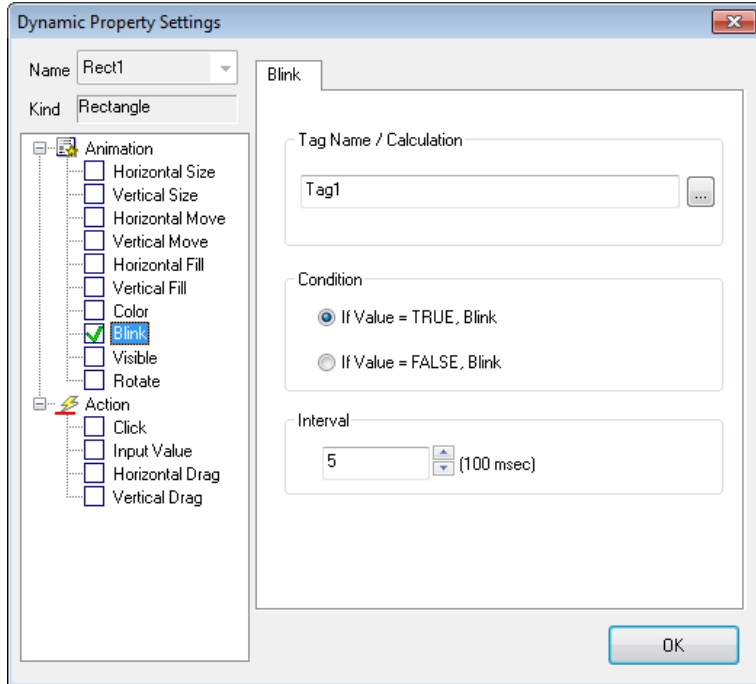 Dynamic Property Settings
Name Rect1
Kind Rectangle
Animation
Horizontal Size
Vertical Size
Horizontal Move
Vertical Move
Horizontal Fill
Vertical Fill
Color
Blink
Visible
Rotate
Action
Click
Input Value
Horizontal Drag
Vertical Drag
Blink
Tag Name / Calculation
Tag1
...
Condition
If Value = TRUE, Blink
If Value = FALSE, Blink
Interval
5 (100 msec)
OK